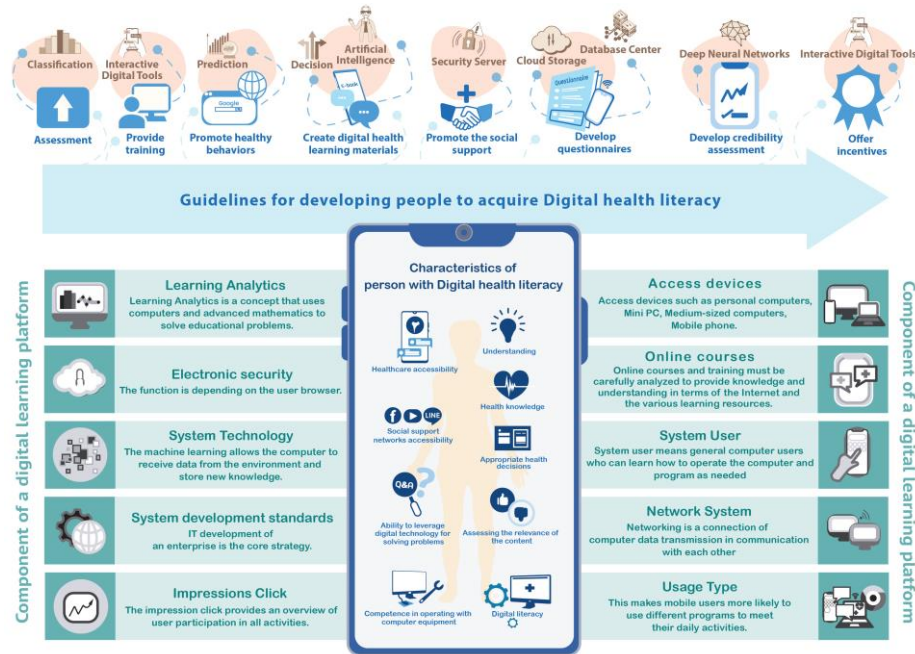 Classification
Interactive
Digital Tools
Prediction
Decision
Artificial
Intelligence
Security Server
Cloud Storage
Database Center
Deep Neural Networks
Interactive Digital Tools
Google
E-book
Questionnaire
Assessment
Provide
training
Promote healthy
behaviors
Create digital health
learning materials
Promote the social
support
Develop
questionnaires
Develop credibility
assessment
Offer
incentives
Guidelines for developing people to acquire Digital health literacy
Component of a digital learning platform
Learning Analytics
Learning Analytics is a concept that uses
computers and advanced mathematics to
solve educational problems.
Electronic security
The function is depending on the user browser.
System Technology
The machine learning allows the computer to
receive data from the environment and
store new knowledge.
System development standards
IT development of
an enterprise is the core strategy.
Impressions Click
The impression click provides an overview of
user participation in all activities.
Characteristics of
person with Digital health literacy
Healthcare accessibility
Understanding
Health knowledge
f
LINE
Social support
networks accessibility
Appropriate health
decisions
Q&A
Ability to leverage
digital technology for
solving problems
Assessing the relevance of
the content
Competence in operating with
computer equipment
Digital literacy
Access devices
Access devices such as personal computers,
Mini PC, Medium-sized computers,
Mobile phone.
Online courses
Online courses and training must be
carefully analyzed to provide knowledge and
understanding in terms of the Internet and
the various learning resources.
System User
System user means general computer users
who can learn how to operate the computer and
program as needed
Network System
Networking is a connection of
computer data transmission in communication
with each other
Usage Type
This makes mobile users more likely to
use different programs to meet
their daily activities.
Component of a digital learning platform